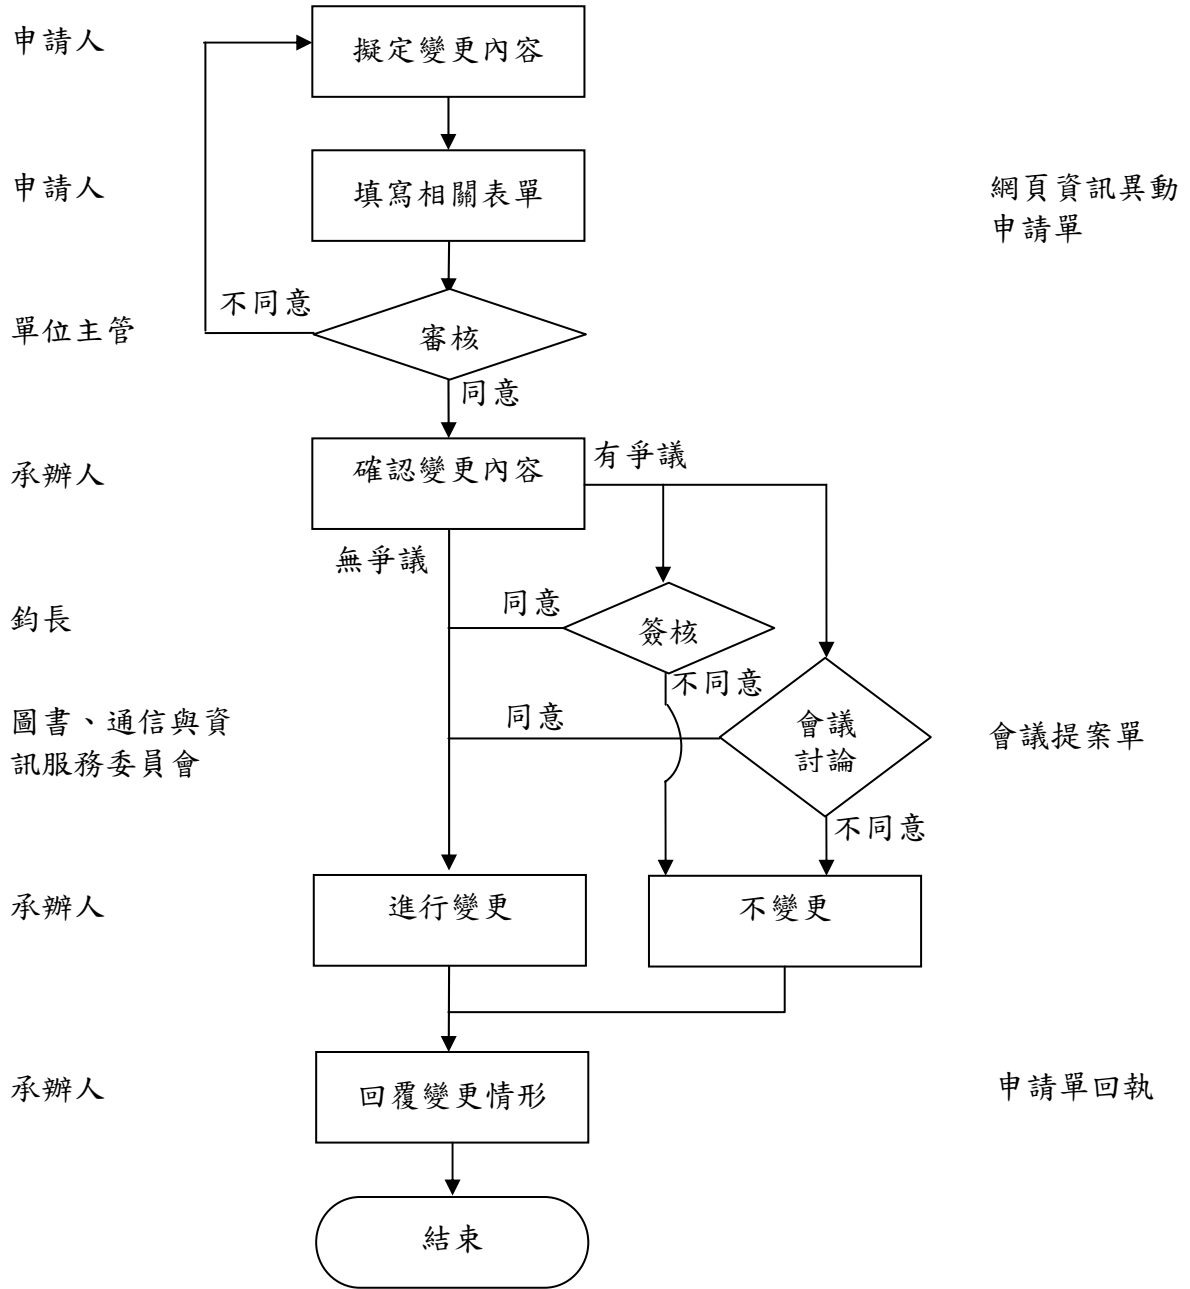 申請人
擬定變更內容
申請人
填寫相關表單
網頁資訊異動
申請單
不同意
單位主管
審核
同意
承辦人
確認變更內容
有爭議
無爭議
鈞長
同意
簽核
不同意
圖書、通信與資
訊服務委員會
同意
會議
討論
會議提案單
不同意
承辦人
進行變更
不變更
承辦人
回覆變更情形
申請單回執
結束